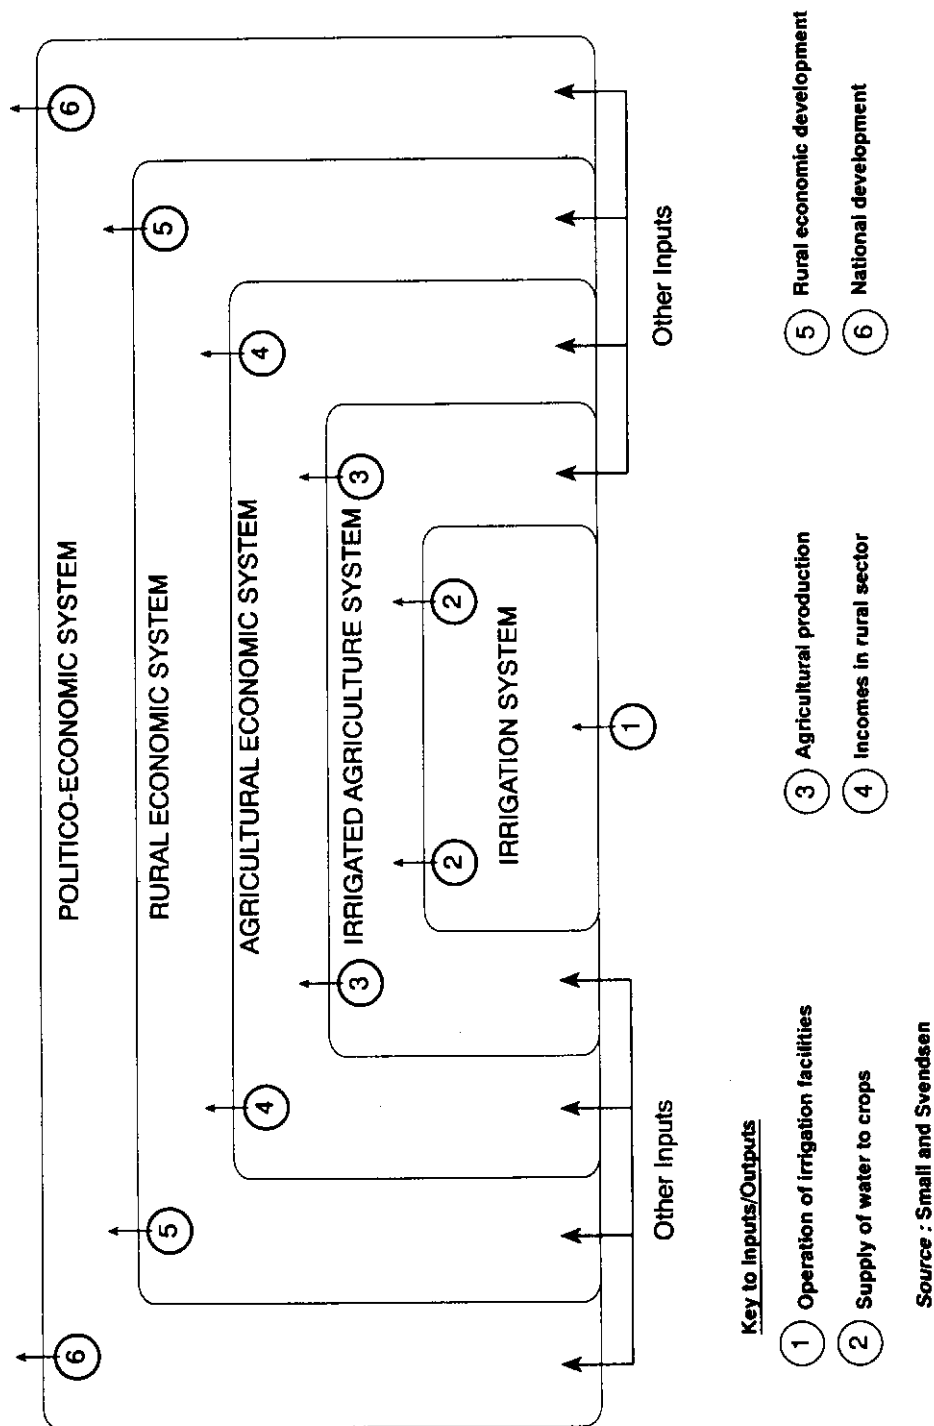 6
6
POLITICO-ECONOMIC SYSTEM
5
5
RURAL ECONOMIC SYSTEM
4
4
AGRICULTURAL ECONOMIC SYSTEM
3
3
IRRIGATED AGRICULTURE SYSTEM
2
2
IRRIGATION SYSTEM
1
Other Inputs
Other Inputs
Key to Inputs/Outputs
1 Operation of irrigation facilities
2 Supply of water to crops
3 Agricultural production
4 Incomes in rural sector
5 Rural economic development
6 National development
Source : Small and Svendsen